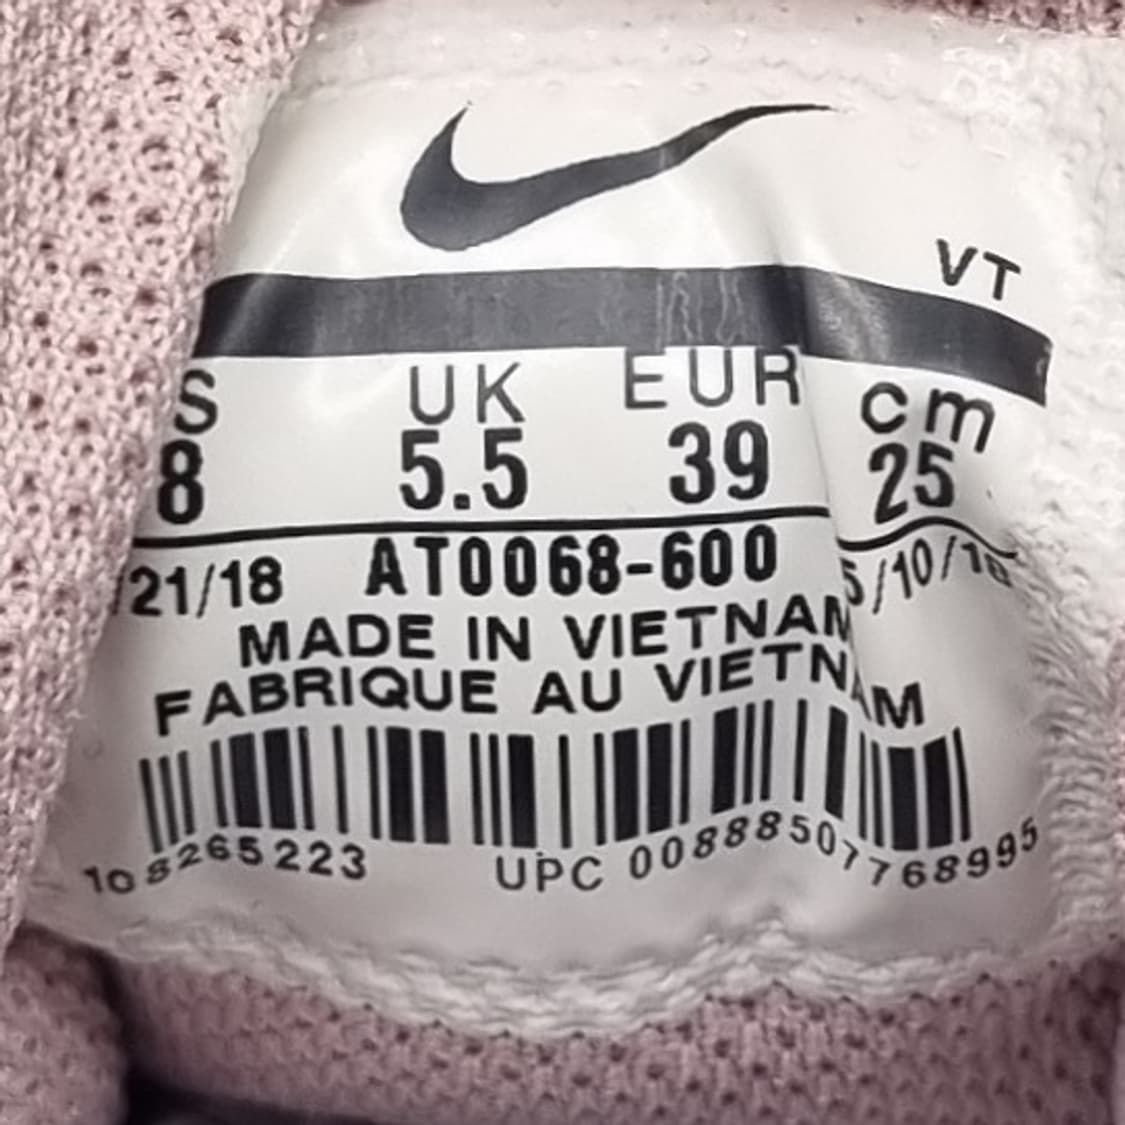 VT
S UK EUR cm
8 5.5 39 25
21/18 AT0068-600 5/10/18
MADE IN VIETNAM
FABRIQUE AU VIETNAM
108265223 UPC 00888507768995